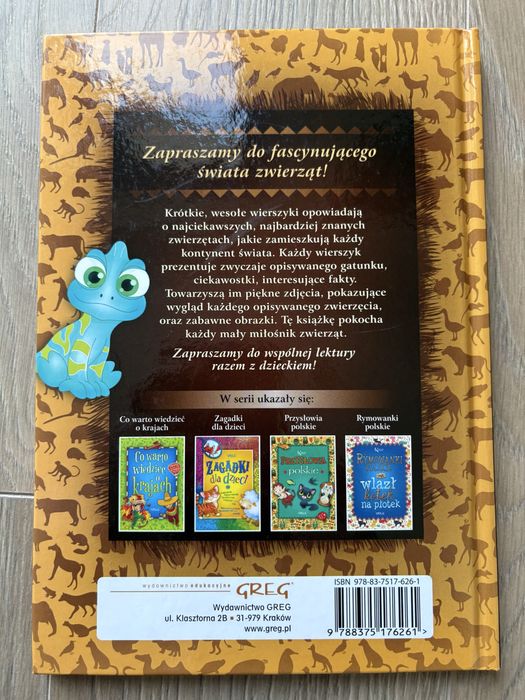 Zapraszamy do fascynującego
świata zwierząt!
Krótkie, wesołe wierszyki opowiadają
o najciekawszych, najbardziej znanych
zwierzętach, jakie zamieszkują każdy
kontynent świata. Każdy wierszyk
prezentuje zwyczaje opisywanego gatunku,
ciekawostki, interesujące fakty.
Towarzyszą im piękne zdjęcia, pokazujące
wygląd każdego opisywanego zwierzęcia,
oraz zabawne obrazki. Tę książkę pokocha
każdy mały miłośnik zwierząt.
Zapraszamy do wspólnej lektury
razem z dzieckiem!
W serii ukazały się:
Co warto wiedzieć
o krajach
Zagadki
dla dzieci
Przysłowia
polskie
Rymowanki
polskie
Co warto
wiedzieć
o
krajach
ZAGADKI
dla dzieci
PRZYSŁOWIA
polskie
RYMOWANKI
wlazł
kotek
na płotek
wydawnictwo edukacyjne
GREG
Wydawnictwo GREG
ul. Klasztorna 2B • 31-979 Kraków
www.greg.pl
ISBN 978-83-7517-626-1
9 788375 176261 >